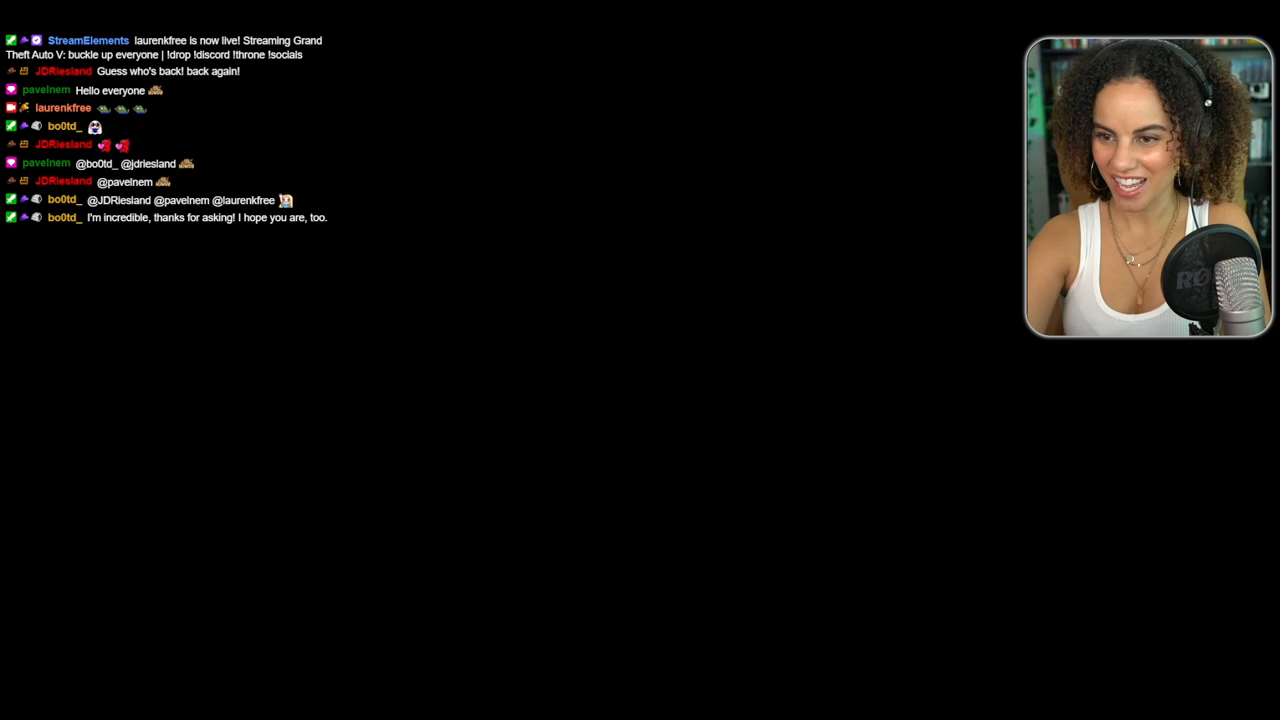 StreamElements laurenkfree is now live! Streaming Grand
Theft Auto V: buckle up everyone | !drop !discord !throne !socials
JDRiesland Guess who's back! back again!
pavelnem Hello everyone
laurenkfree
bo0td_
JDRiesland
pavelnem @bo0td_ @jdriesland
JDRiesland @pavelnem
bo0td_ @JDRiesland @pavelnem @laurenkfree
bo0td_ I'm incredible, thanks for asking! I hope you are, too.
RØDE